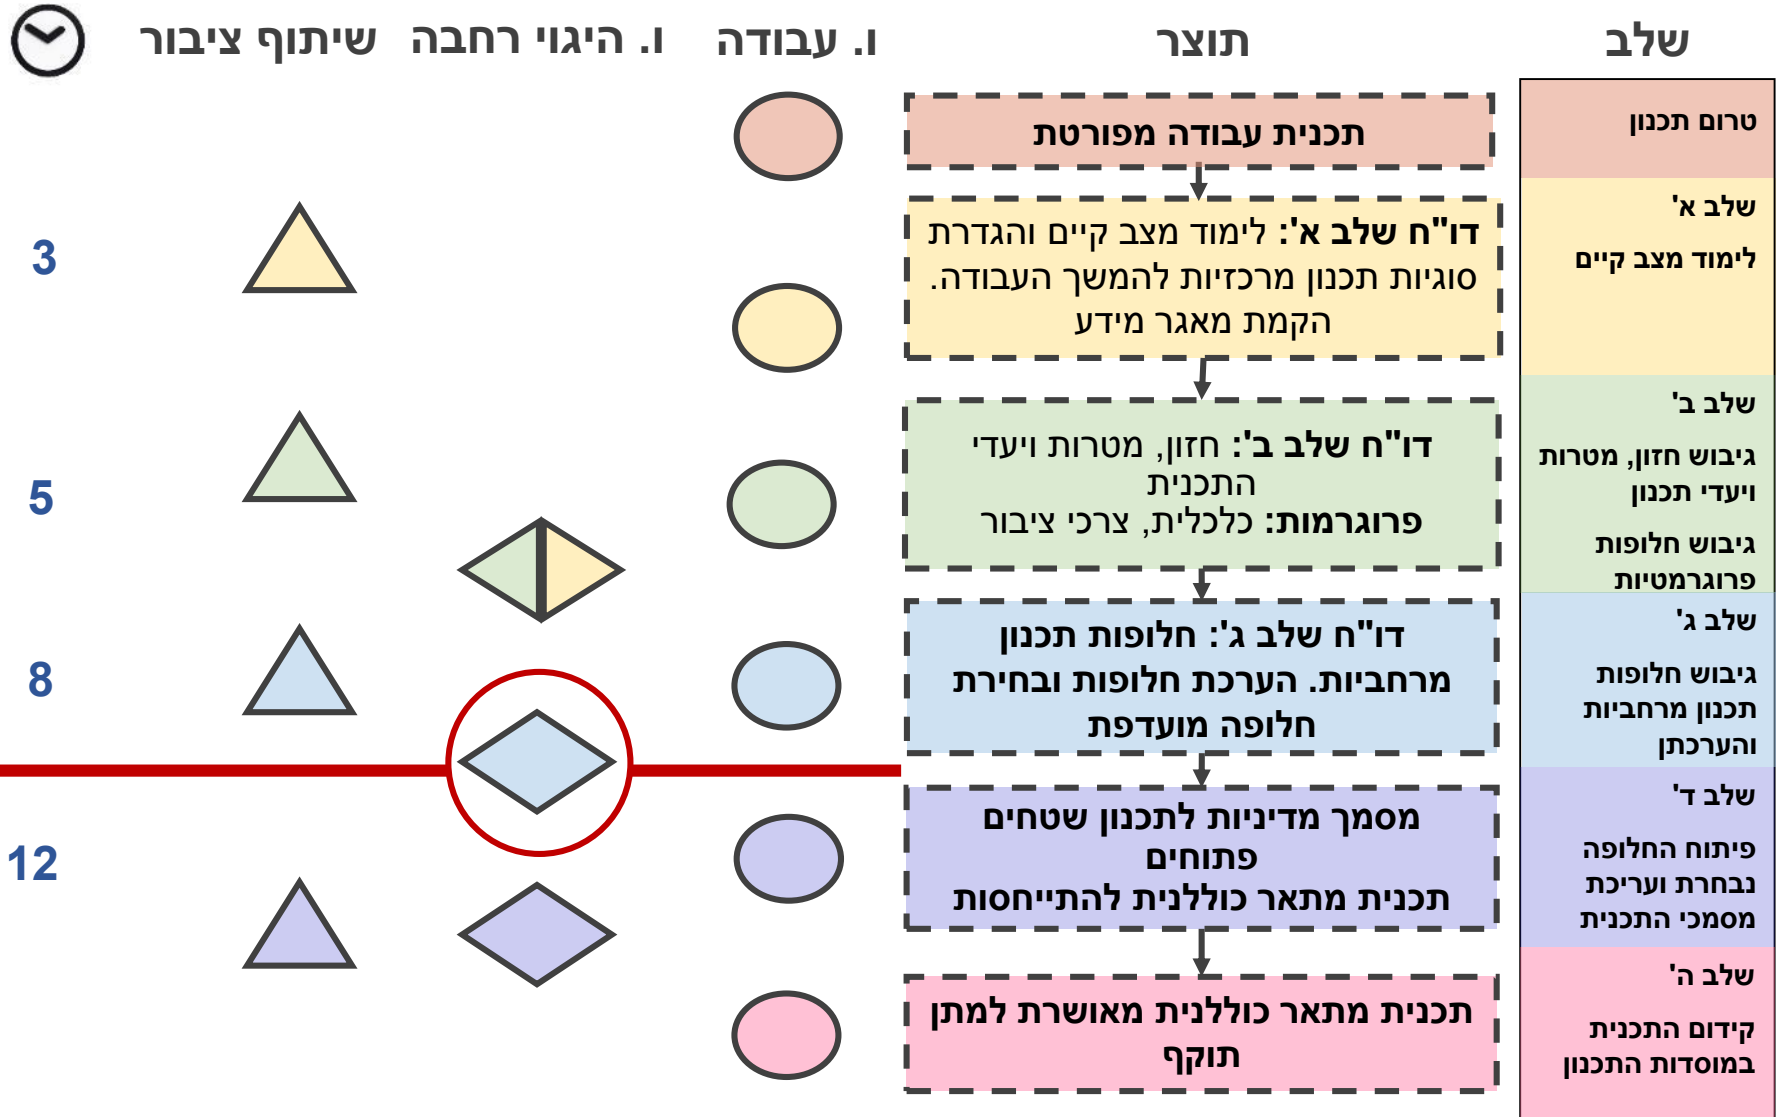 שלב
תוצר
ו. עבודה
ו. היגוי רחבה
שיתוף ציבור
טרום תכנון
תכנית עבודה מפורטת
שלב א'
לימוד מצב קיים
דו"ח שלב א': לימוד מצב קיים והגדרת
סוגיות תכנון מרכזיות להמשך העבודה.
הקמת מאגר מידע
3
שלב ב'
גיבוש חזון, מטרות
ויעדי תכנון
גיבוש חלופות
פרוגרמטיות
דו"ח שלב ב': חזון, מטרות ויעדי
התכנית
פרוגרמות: כלכלית, צרכי ציבור
5
שלב ג'
גיבוש חלופות
תכנון מרחביות
והערכתן
דו"ח שלב ג': חלופות תכנון
מרחביות. הערכת חלופות ובחירת
חלופה מועדפת
8
שלב ד'
פיתוח החלופה
נבחרת ועריכת
מסמכי התכנית
מסמך מדיניות לתכנון שטחים
פתוחים
תכנית מתאר כוללנית להתייחסות
12
שלב ה'
קידום התכנית
במוסדות התכנון
תכנית מתאר כוללנית מאושרת למתן
תוקף